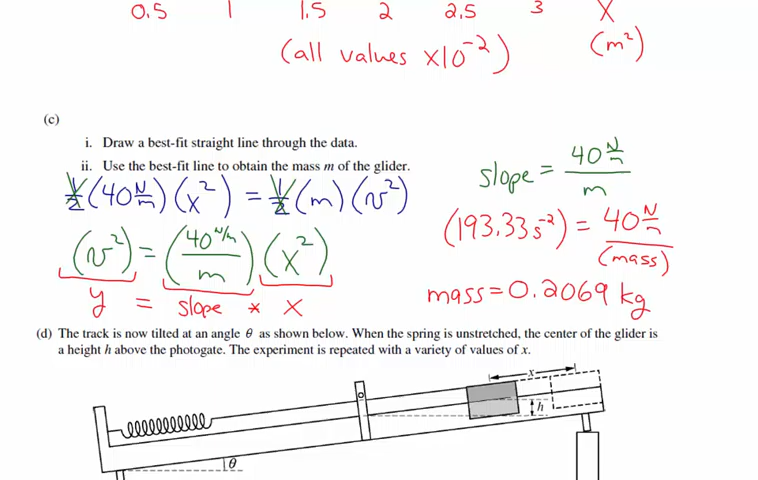 0.5 1 1.5 2 2.5 3 X
(all values x10⁻²) (m²)
(c)
i. Draw a best-fit straight line through the data.
ii. Use the best-fit line to obtain the mass m of the glider.
½(40 N/m)(x²) = ½(m)(v²)
(v²) = (40 N/m / m)(x²)
y = slope * x
slope = 40 N/m / m
(193.33 s⁻²) = 40 N/m / (mass)
mass = 0.2069 kg
(d) The track is now tilted at an angle θ as shown below. When the spring is unstretched, the center of the glider is
a height h above the photogate. The experiment is repeated with a variety of values of x.
x
h
θ